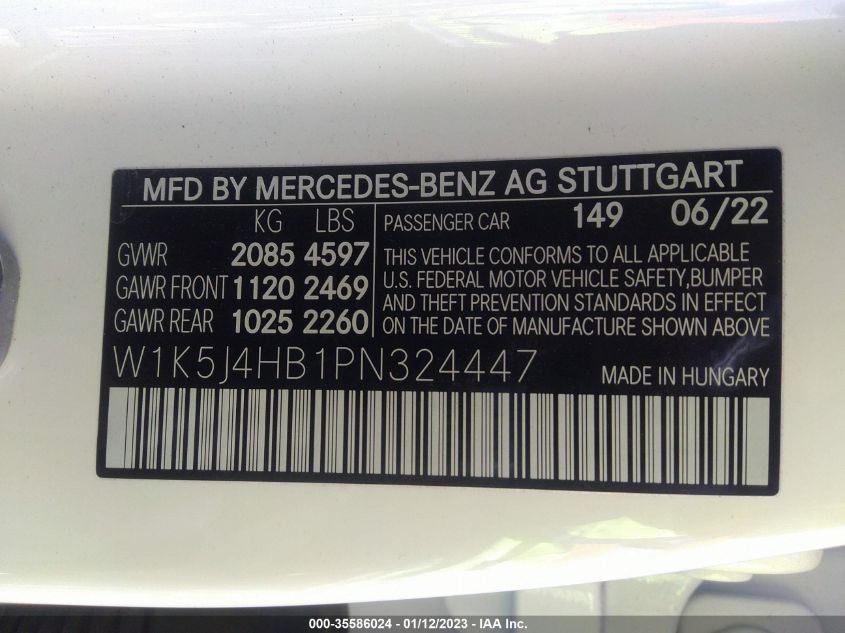 MFD BY MERCEDES-BENZ AG STUTTGART
KG LBS
GVWR 2085 4597
GAWR FRONT 1120 2469
GAWR REAR 1025 2260
PASSENGER CAR 149 06/22
THIS VEHICLE CONFORMS TO ALL APPLICABLE
U.S. FEDERAL MOTOR VEHICLE SAFETY,BUMPER
AND THEFT PREVENTION STANDARDS IN EFFECT
ON THE DATE OF MANUFACTURE SHOWN ABOVE
W1K5J4HB1PN324447
MADE IN HUNGARY
000-35586024 - 01/12/2023 - Copyright © IAA, Inc.